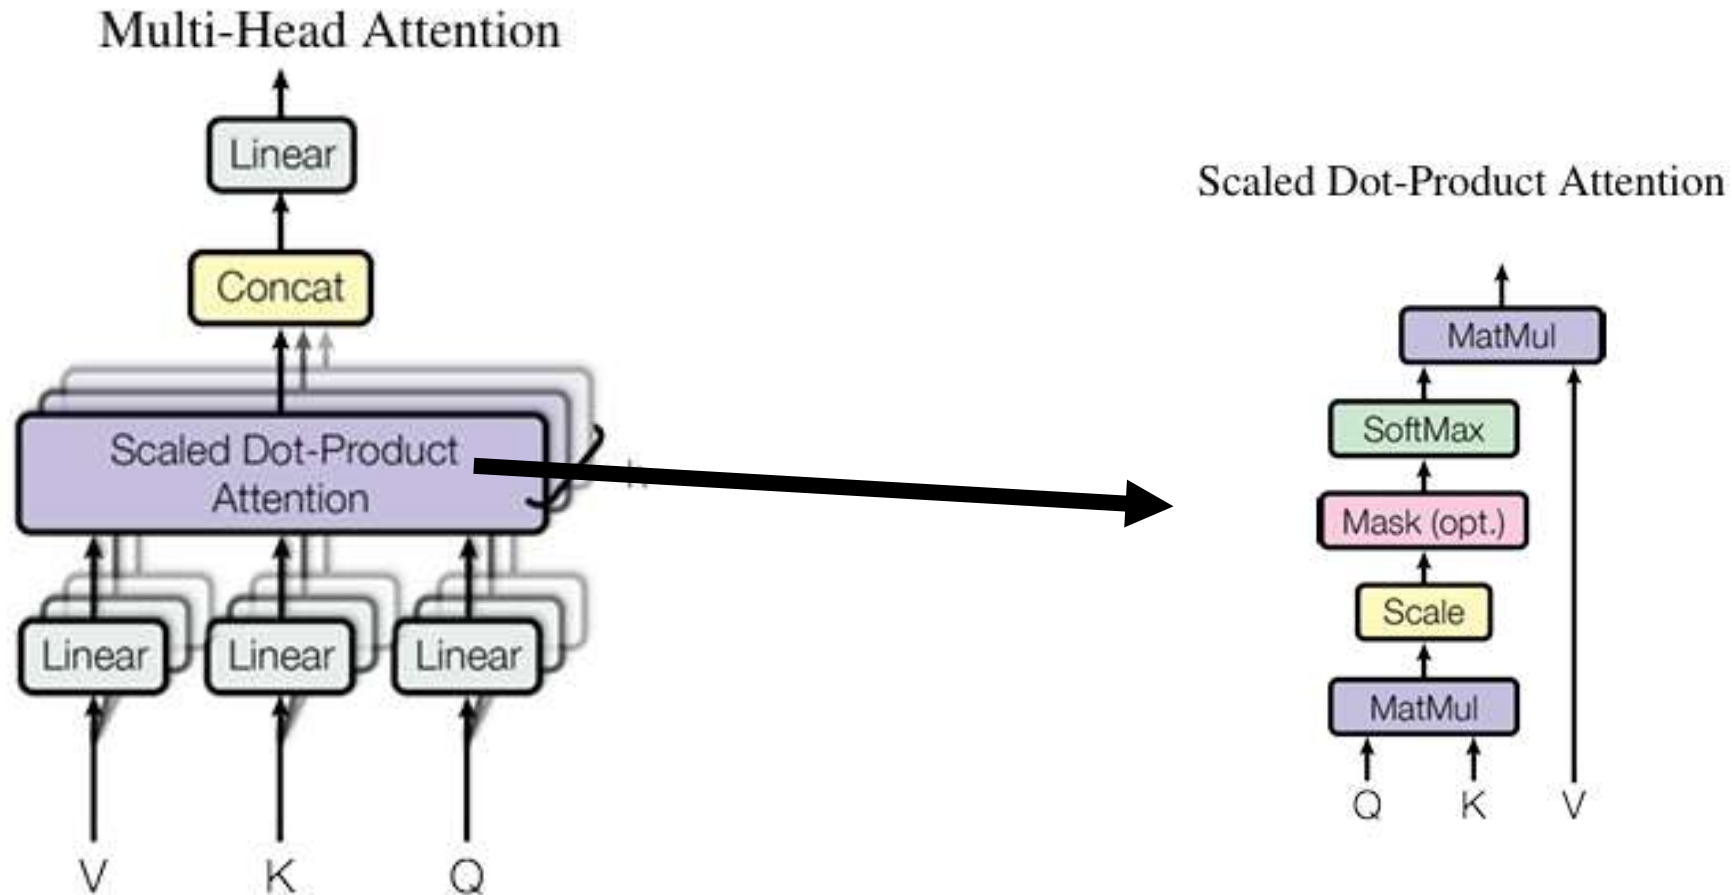 Multi-Head Attention
Linear
Concat
Scaled Dot-Product
Attention
Linear
Linear
Linear
V
K
Q
Scaled Dot-Product Attention
MatMul
SoftMax
Mask (opt.)
Scale
MatMul
Q
K
V